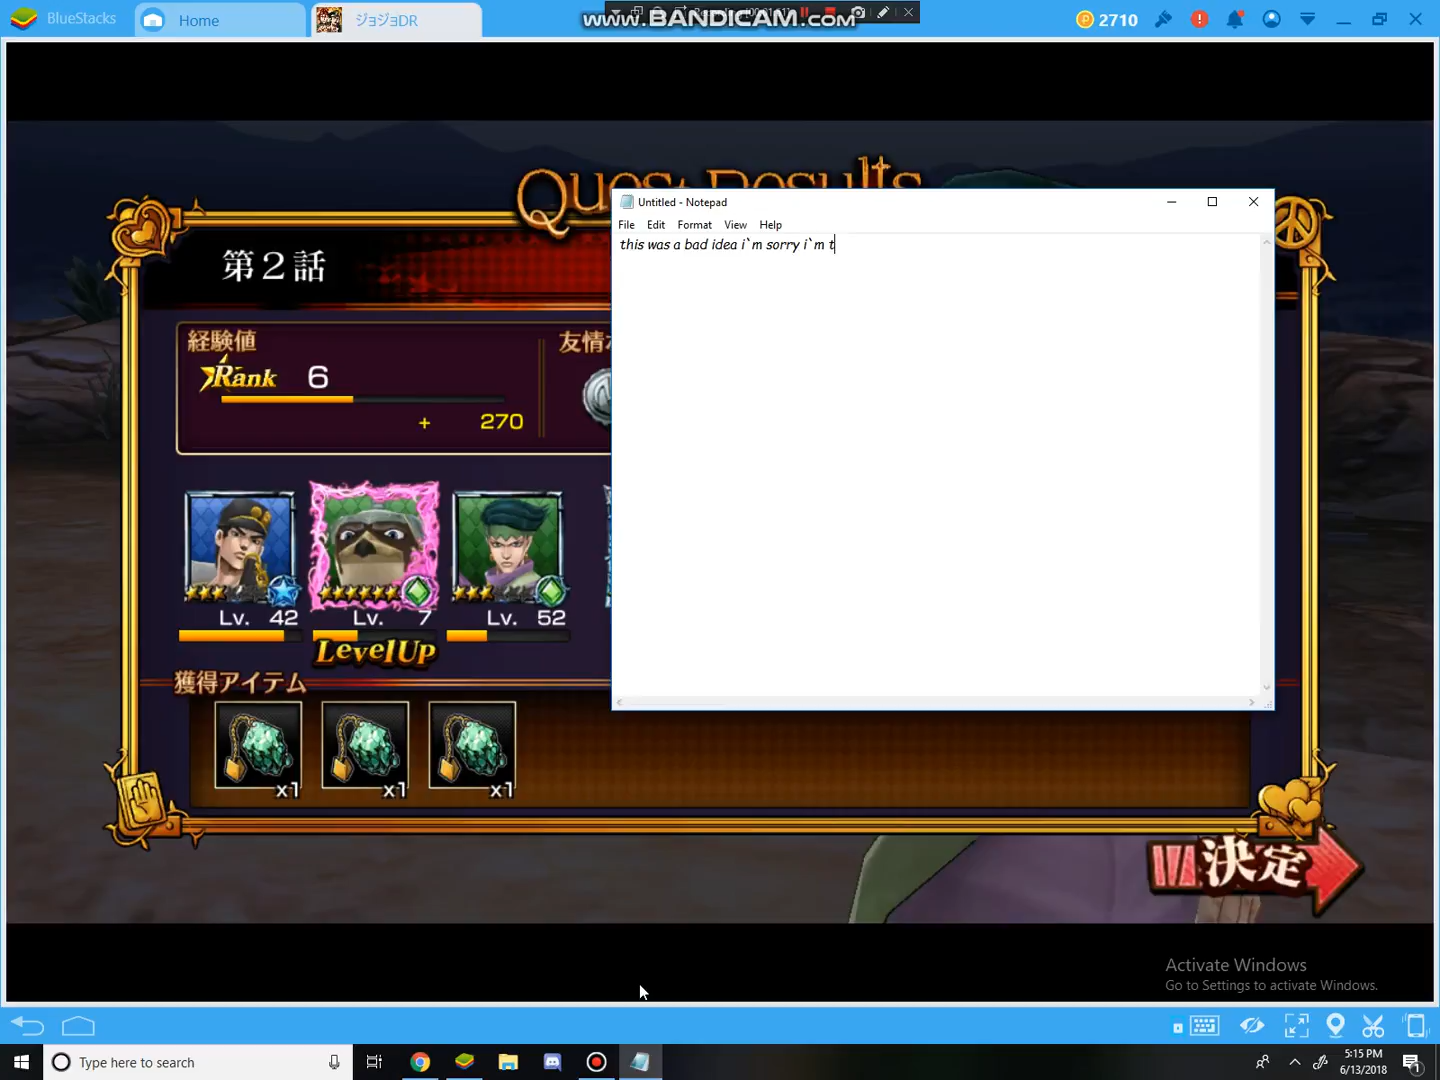 BlueStacks
Home
ジョジョDR
www.BANDICAM.com
2710
Quest Results
Untitled - Notepad
File Edit Format View Help
this was a bad idea i`m sorry i`m t
第2話
経験値
Rank 6
+ 270
友情
Lv. 42
Lv. 7
Lv. 52
LevelUp
獲得アイテム
x1
x1
x1
決定
Activate Windows
Go to Settings to activate Windows.
Type here to search
5:15 PM
6/13/2018